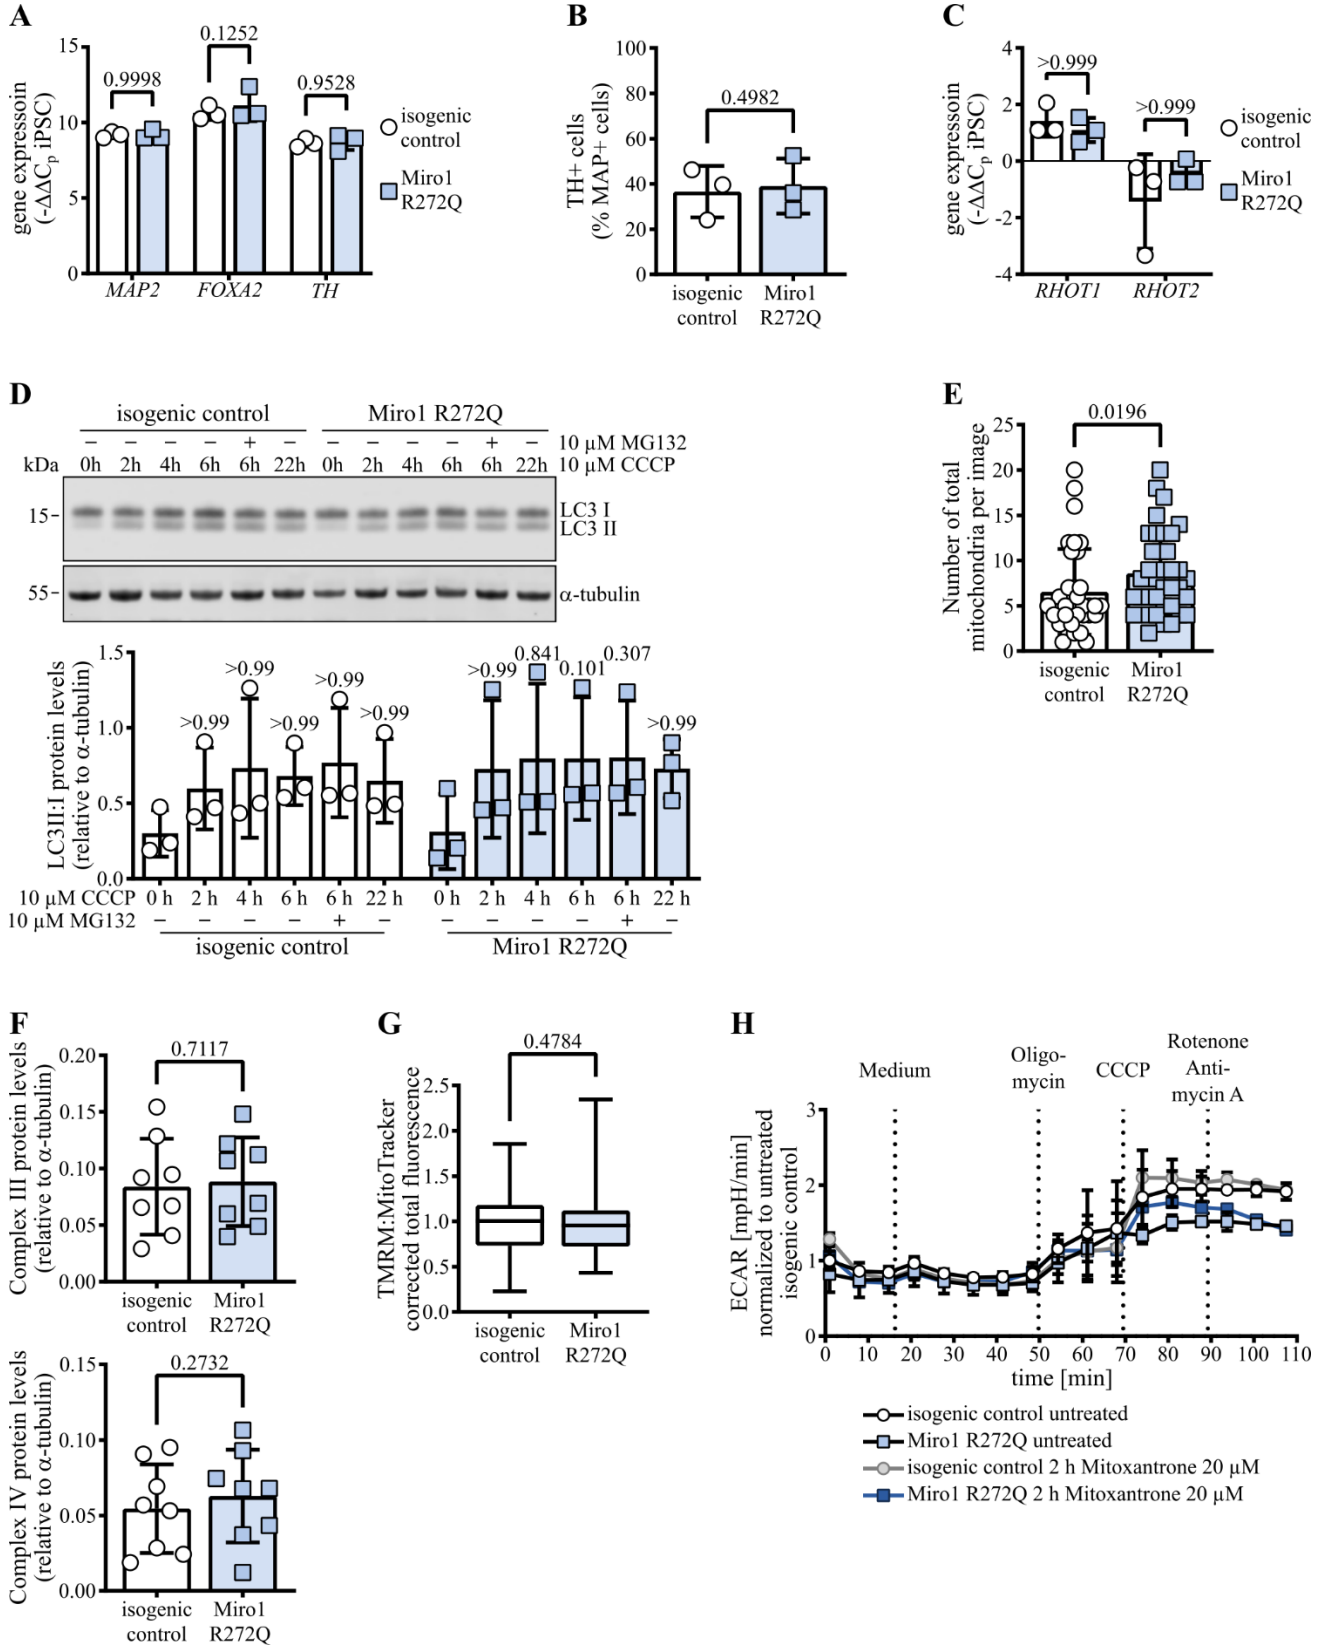 A
15
10
5
0
gene expressoin
(-ΔΔCp iPSC)
0.9998
0.1252
0.9528
MAP2 FOXA2 TH
isogenic
control
Miro1
R272Q
B
100
80
60
40
20
0
TH+ cells
(% MAP+ cells)
0.4982
isogenic
control
Miro1
R272Q
C
4
2
0
-2
-4
gene expressoin
(-ΔΔCp iPSC)
>0.999
>0.999
RHOT1 RHOT2
isogenic
control
Miro1
R272Q
D
isogenic control Miro1 R272Q
– – – – + – – – – – + – 10 µM MG132
kDa 0h 2h 4h 6h 6h 22h 0h 2h 4h 6h 6h 22h 10 µM CCCP
15- LC3 I
LC3 II
55- α-tubulin
1.5
1.0
0.5
0.0
LC3II:I protein levels
(relative to α-tubulin)
>0.99 >0.99 >0.99 >0.99 >0.99
>0.99 0.841 0.101 0.307 >0.99
10 µM CCCP 0 h 2 h 4 h 6 h 6 h 22 h 0 h 2 h 4 h 6 h 6 h 22 h
10 µM MG132 – – – – + – – – – – + –
isogenic control Miro1 R272Q
E
25
20
15
10
5
0
Number of total
mitochondria per image
0.0196
isogenic
control
Miro1
R272Q
F
0.20
0.15
0.10
0.05
0.00
Complex III protein levels
(relative to α-tubulin)
0.7117
isogenic
control
Miro1
R272Q
0.15
0.10
0.05
0.00
Complex IV protein levels
(relative to α-tubulin)
0.2732
isogenic
control
Miro1
R272Q
G
2.5
2.0
1.5
1.0
0.5
0.0
TMRM:MitoTracker
corrected total fluorescence
0.4784
isogenic
control
Miro1
R272Q
H
Medium
Oligo-
mycin
CCCP
Rotenone
Anti-
mycin A
3
2
1
0
ECAR [mpH/min]
normalized to untreated
isogenic control
0 10 20 30 40 50 60 70 80 90 100 110
time [min]
isogenic control untreated
Miro1 R272Q untreated
isogenic control 2 h Mitoxantrone 20 µM
Miro1 R272Q 2 h Mitoxantrone 20 µM